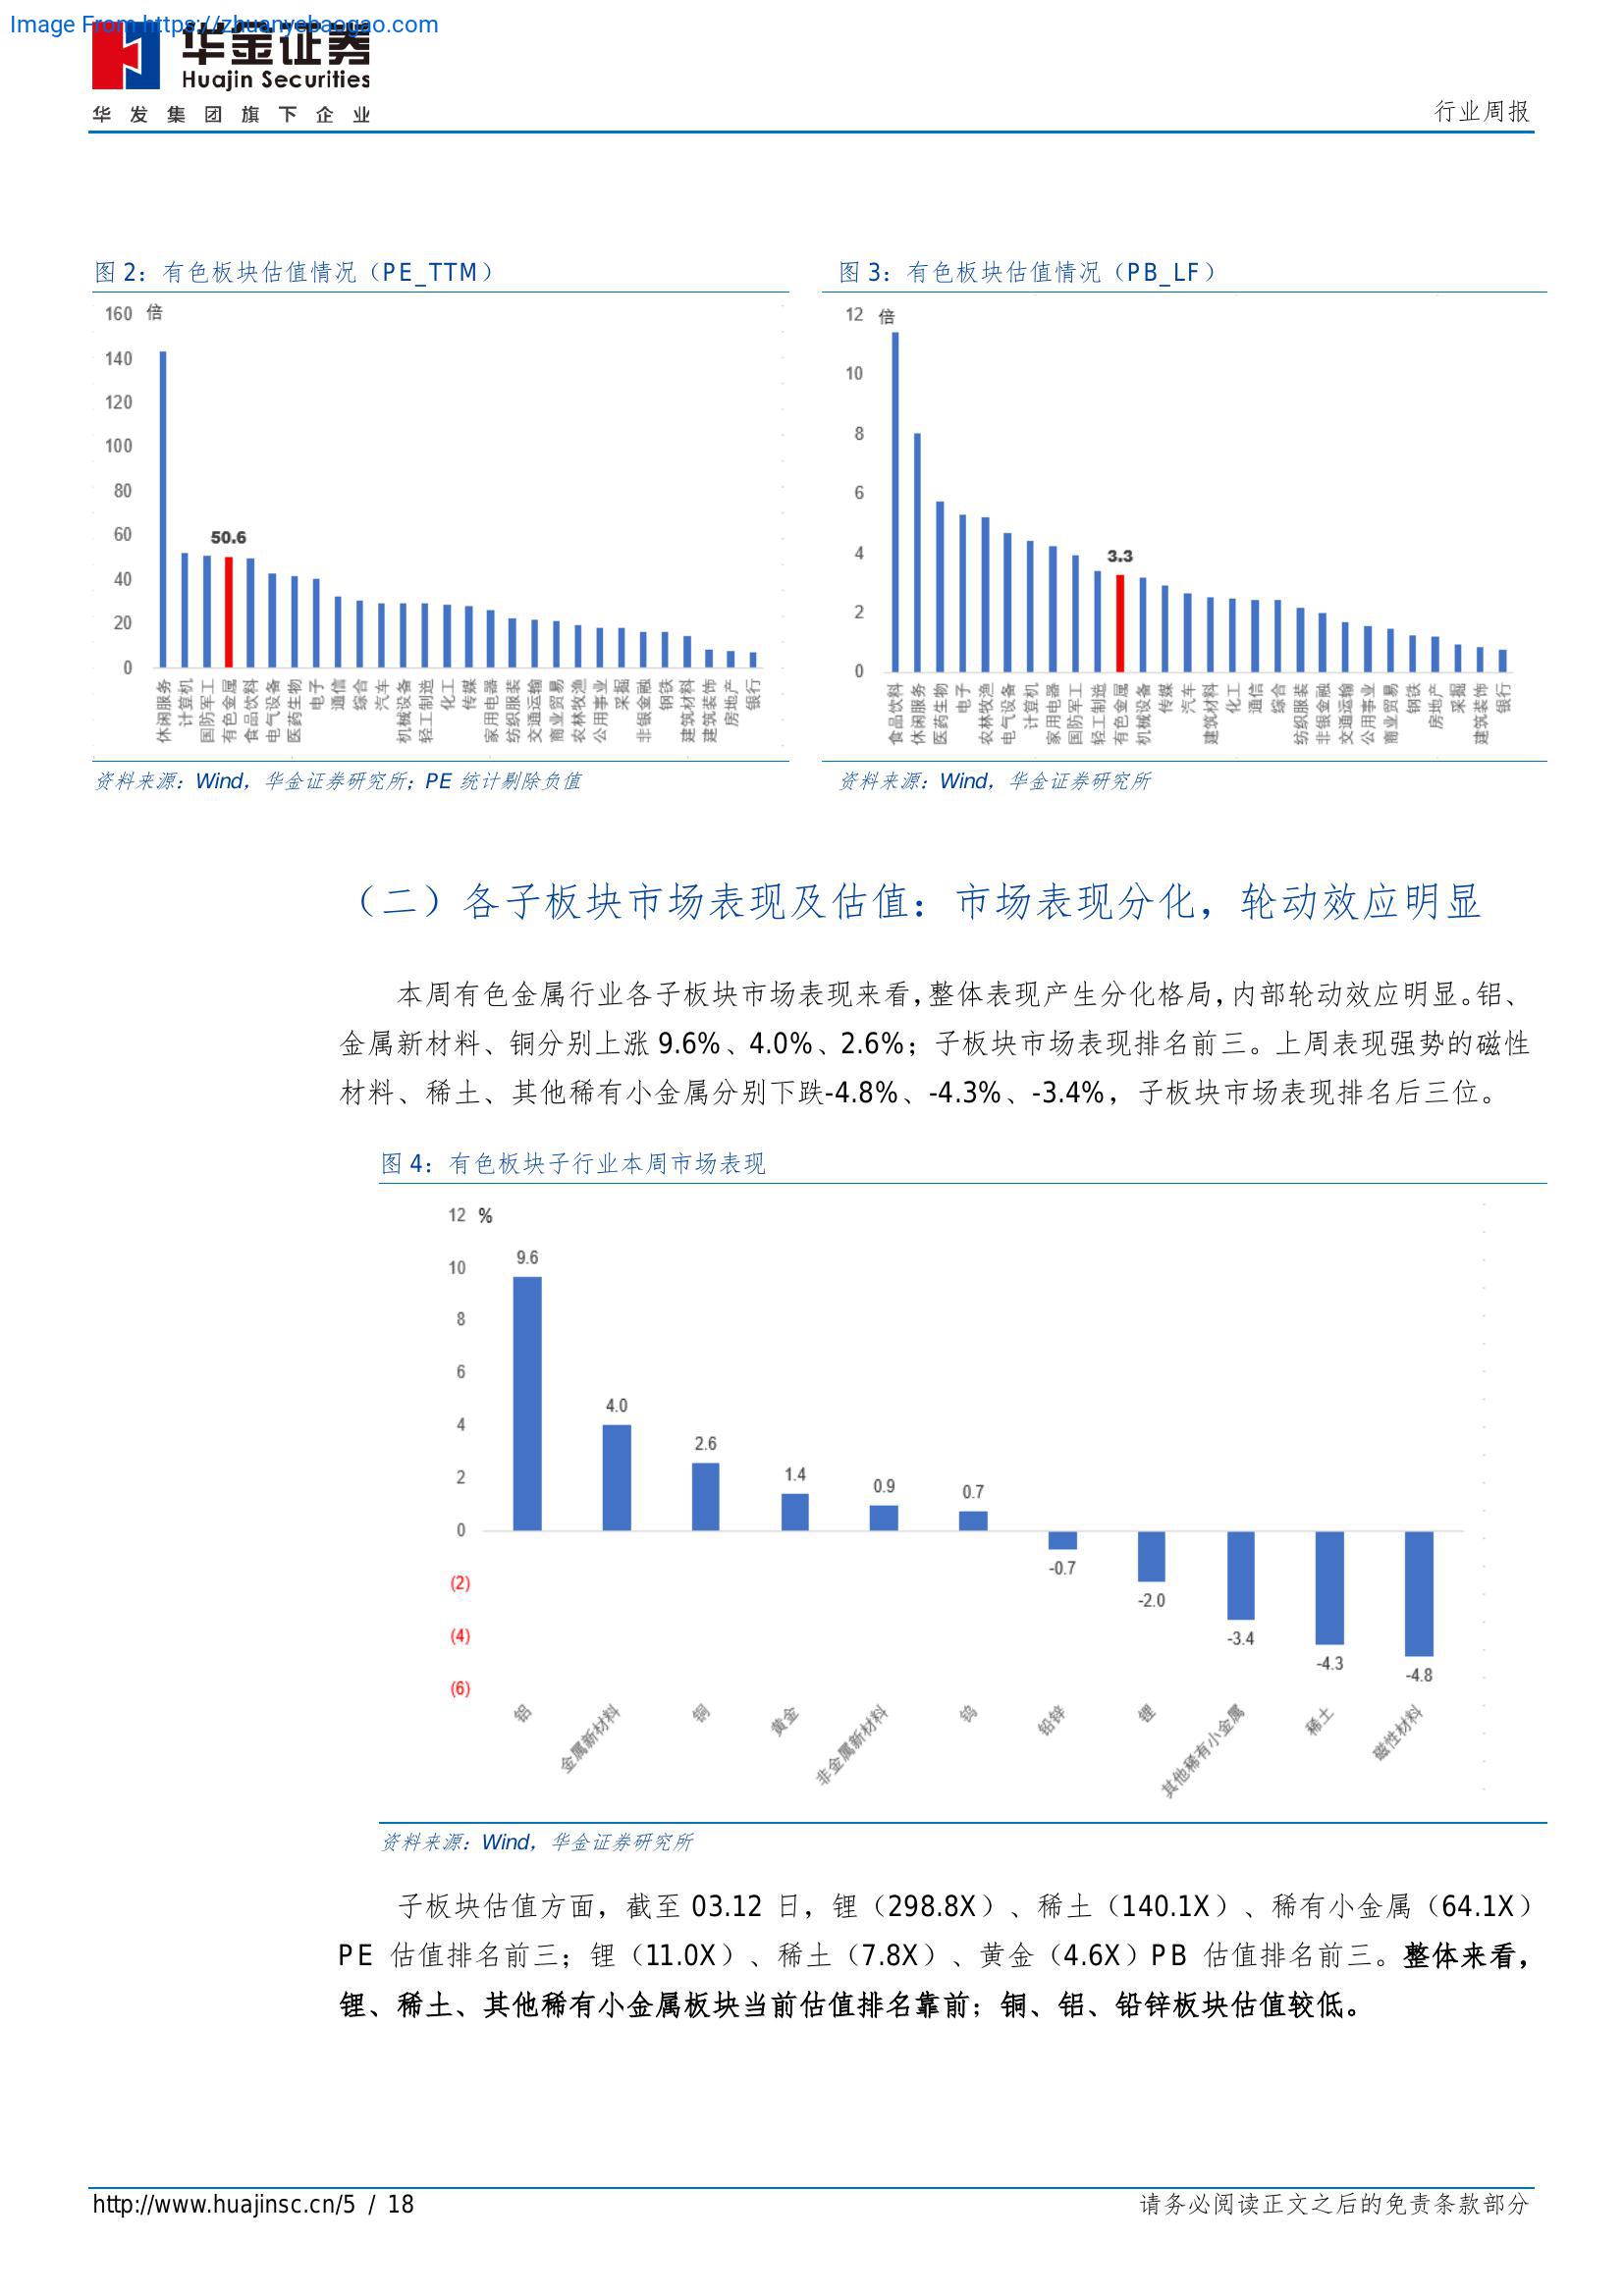 Image From https://zhuanyebaogao.com
华金证券
Huajin Securities
华发集团旗下企业
行业周报
图 2：有色板块估值情况（PE_TTM）
160 倍
140
120
100
80
60
40
20
0
50.6
休闲服务 计算机 国防军工 有色金属 食品饮料 电气设备 医药生物 电子 通信 综合 汽车 机械设备 轻工制造 化工 传媒 家用电器 纺织服装 交通运输 商业贸易 农林牧渔 公用事业 采掘 非银金融 钢铁 建筑材料 建筑装饰 房地产 银行
资料来源：Wind，华金证券研究所；PE 统计剔除负值
图 3：有色板块估值情况（PB_LF）
12 倍
10
8
6
4
2
0
3.3
食品饮料 休闲服务 医药生物 电子 农林牧渔 电气设备 计算机 家用电器 国防军工 轻工制造 有色金属 机械设备 传媒 汽车 建筑材料 化工 通信 综合 纺织服装 非银金融 交通运输 公用事业 商业贸易 钢铁 房地产 采掘 建筑装饰 银行
资料来源：Wind，华金证券研究所
（二）各子板块市场表现及估值：市场表现分化，轮动效应明显
本周有色金属行业各子板块市场表现来看，整体表现产生分化格局，内部轮动效应明显。铝、
金属新材料、铜分别上涨 9.6%、4.0%、2.6%；子板块市场表现排名前三。上周表现强势的磁性
材料、稀土、其他稀有小金属分别下跌-4.8%、-4.3%、-3.4%，子板块市场表现排名后三位。
图 4：有色板块子行业本周市场表现
12 %
10
8
6
4
2
0
(2)
(4)
(6)
9.6 4.0 2.6 1.4 0.9 0.7 -0.7 -2.0 -3.4 -4.3 -4.8
铝 金属新材料 铜 黄金 非金属新材料 钨 铅锌 锂 其他稀有小金属 稀土 磁性材料
资料来源：Wind，华金证券研究所
子板块估值方面，截至 03.12 日，锂（298.8X）、稀土（140.1X）、稀有小金属（64.1X）
PE 估值排名前三；锂（11.0X）、稀土（7.8X）、黄金（4.6X）PB 估值排名前三。整体来看，
锂、稀土、其他稀有小金属板块当前估值排名靠前；铜、铝、铅锌板块估值较低。
http://www.huajinsc.cn/5 / 18
请务必阅读正文之后的免责条款部分